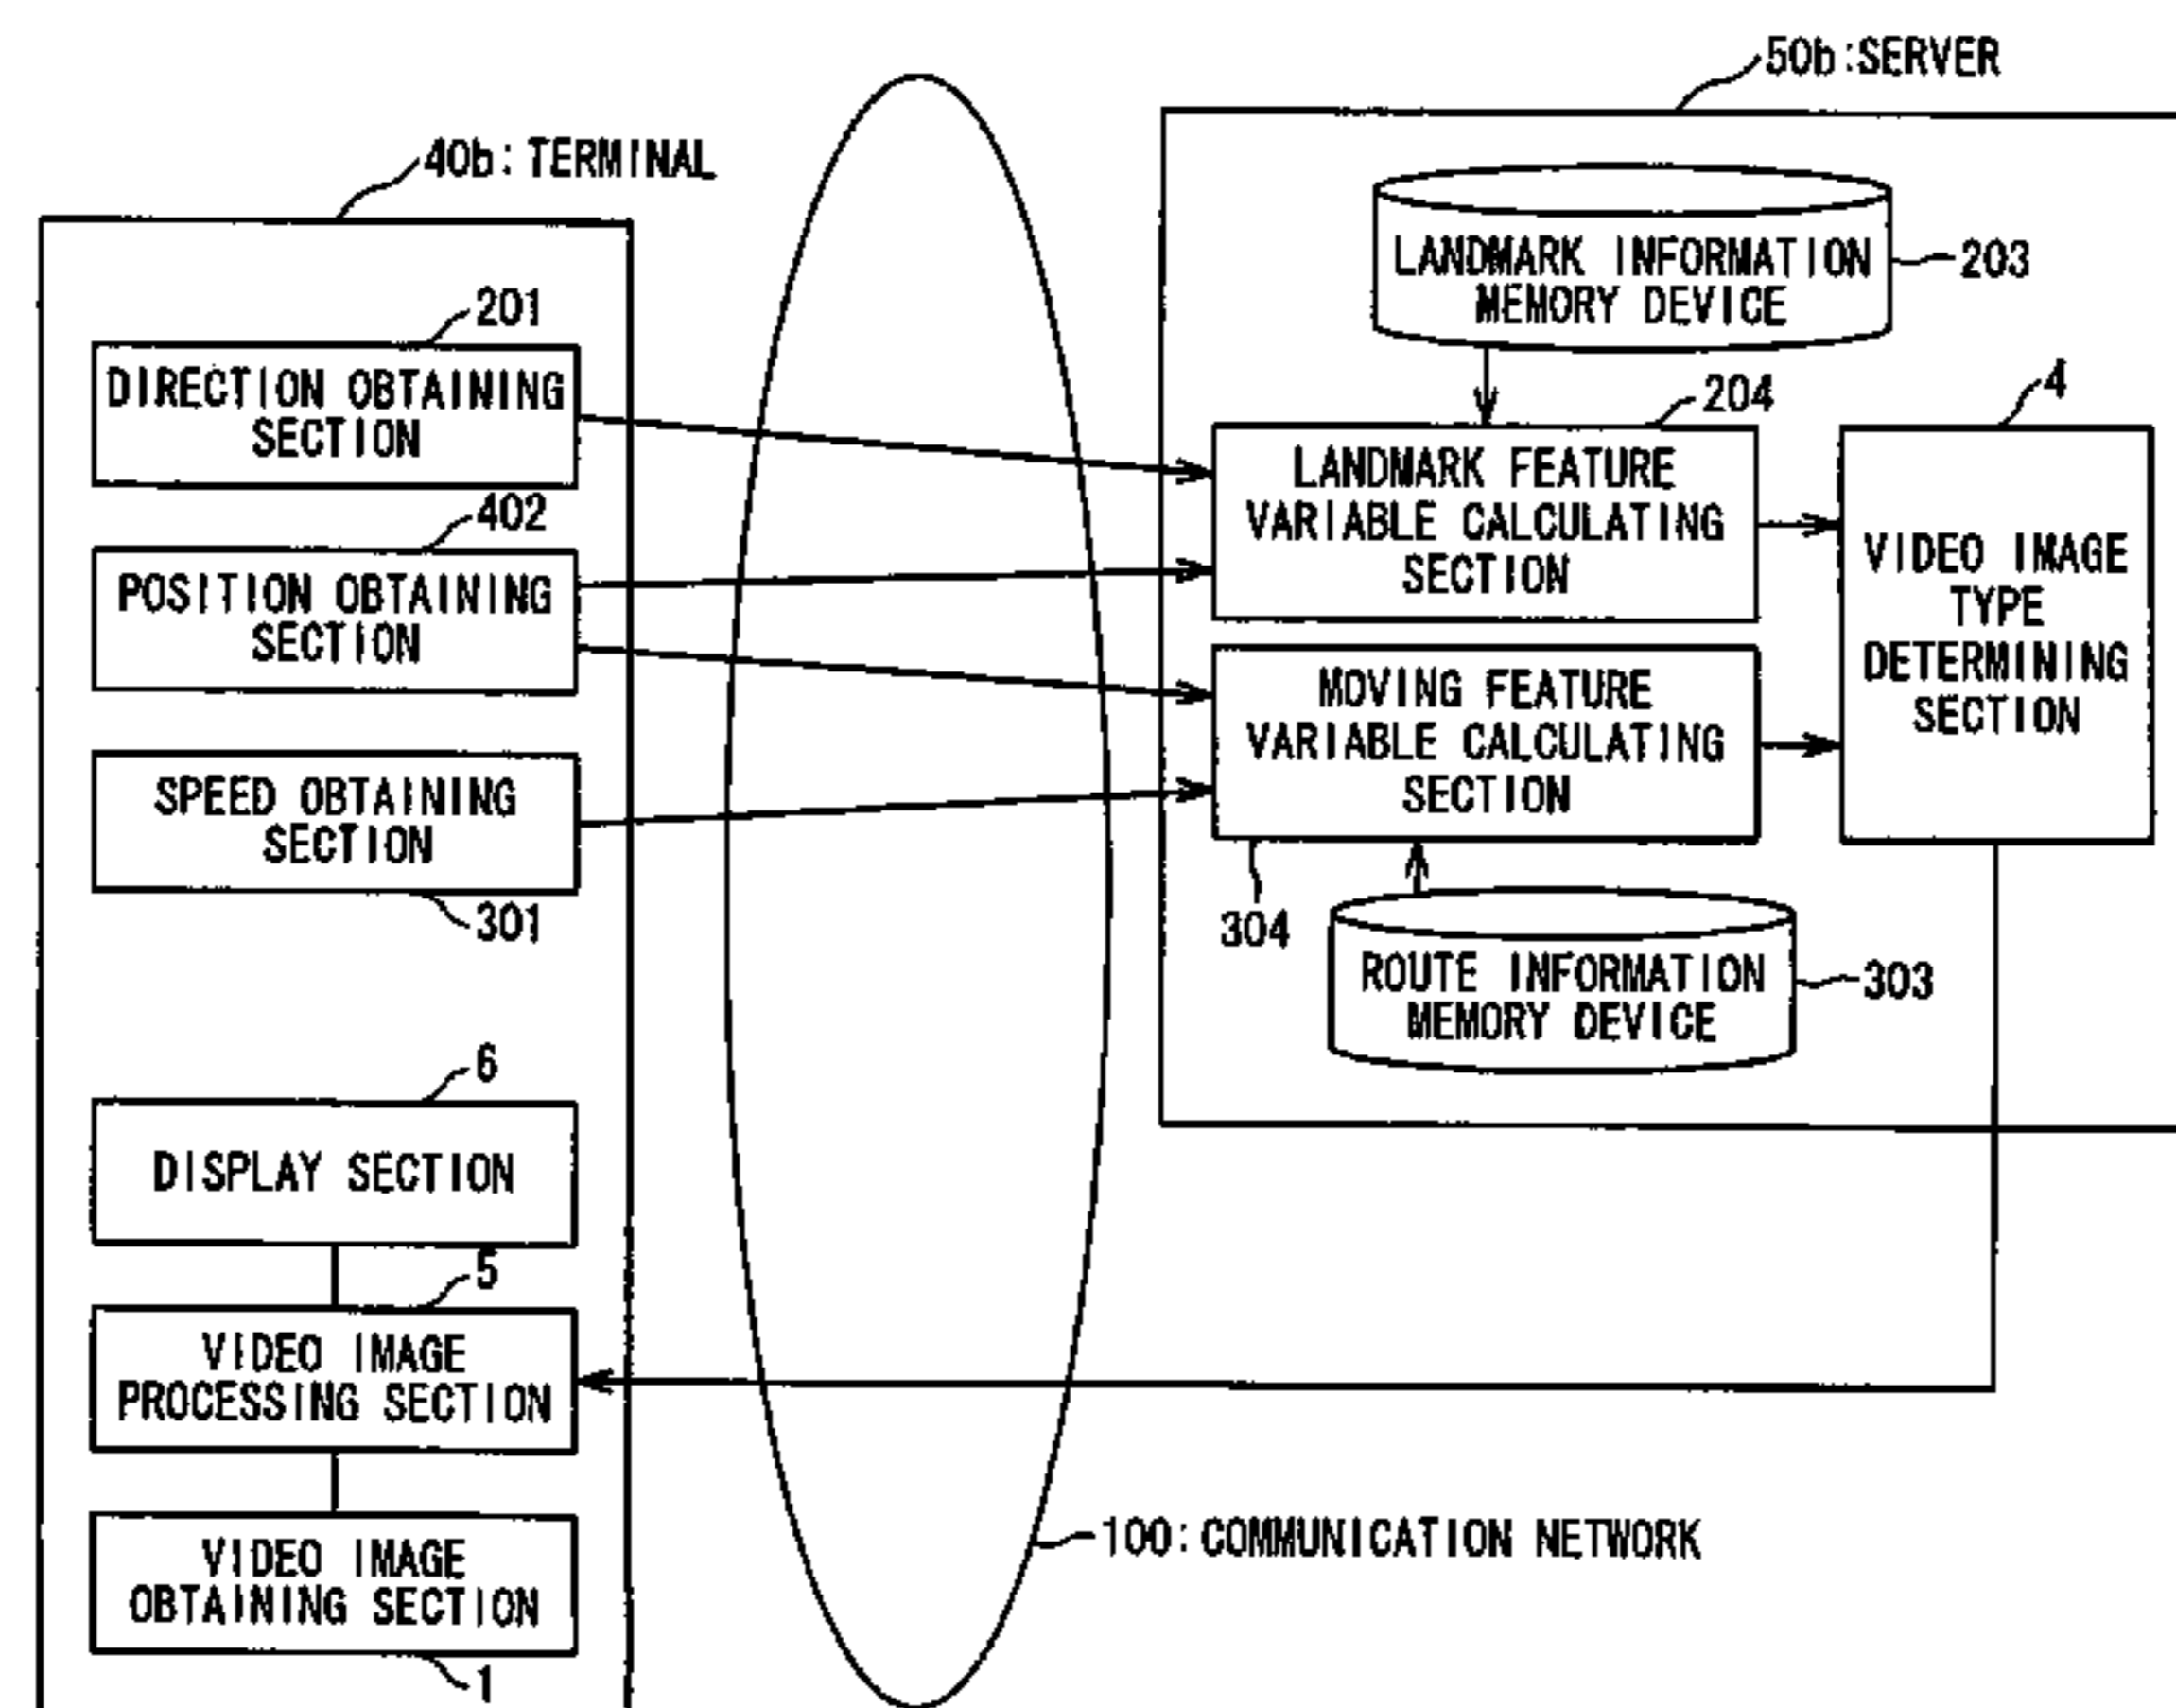 50b:SERVER
40b:TERMINAL
LANDMARK INFORMATION
MEMORY DEVICE
203
201
DIRECTION OBTAINING
SECTION
204
4
LANDMARK FEATURE
VARIABLE CALCULATING
SECTION
402
POSITION OBTAINING
SECTION
VIDEO IMAGE
TYPE
DETERMINING
SECTION
MOVING FEATURE
VARIABLE CALCULATING
SECTION
SPEED OBTAINING
SECTION
301
304
ROUTE INFORMATION
MEMORY DEVICE
303
6
DISPLAY SECTION
5
VIDEO IMAGE
PROCESSING SECTION
100:COMMUNICATION NETWORK
VIDEO IMAGE
OBTAINING SECTION
1